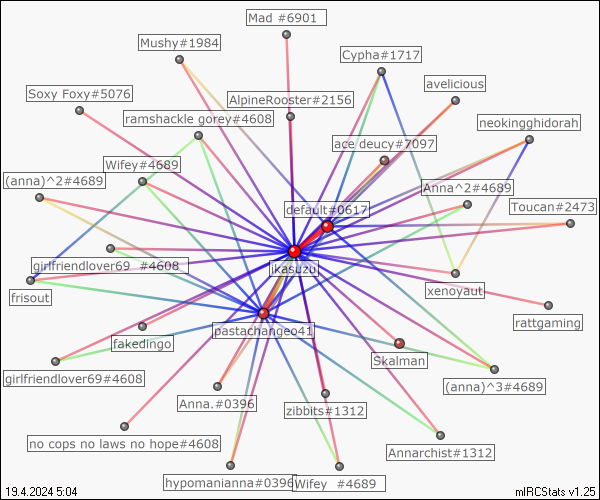 Mad #6901
Mushy#1984
Cypha#1717
avelicious
Soxy Foxy#5076
AlpineRooster#2156
ramshackle gorey#4608
neokingghidorah
ace deucy#7097
Wifey#4689
(anna)^2#4689
Anna^2#4689
Toucan#2473
default#0617
girlfriendlover69 #4608
jkasuzu
frisout
xenoyaut
rattgaming
pastachangeo41
fakedingo
Skalman
girlfriendlover69#4608
(anna)^3#4689
Anna.#0396
zibbits#1312
no cops no laws no hope#4608
Annarchist#1312
hypomanianna#0396
Wifey #4689
19.4.2024 5:04
mIRCStats v1.25